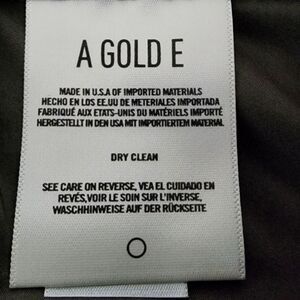 A GOLD E
MADE IN U.S.A OF IMPORTED MATERIALS
HECHO EN LOS EE.UU DE METERIALES IMPORTADA
FABRIQUÉ AUX ETATS-UNIS DU MATÉRIELS IMPORTÉ
HERGESTELLT IN DEN USA MIT IMPORTIERTEM MATERIAL
DRY CLEAN
SEE CARE ON REVERSE, VEA EL CUIDADO EN
REVÉS,VOIR LE SOIN SUR L'INVERSE,
WASCHHINWEISE AUF DER RÜCKSEITE